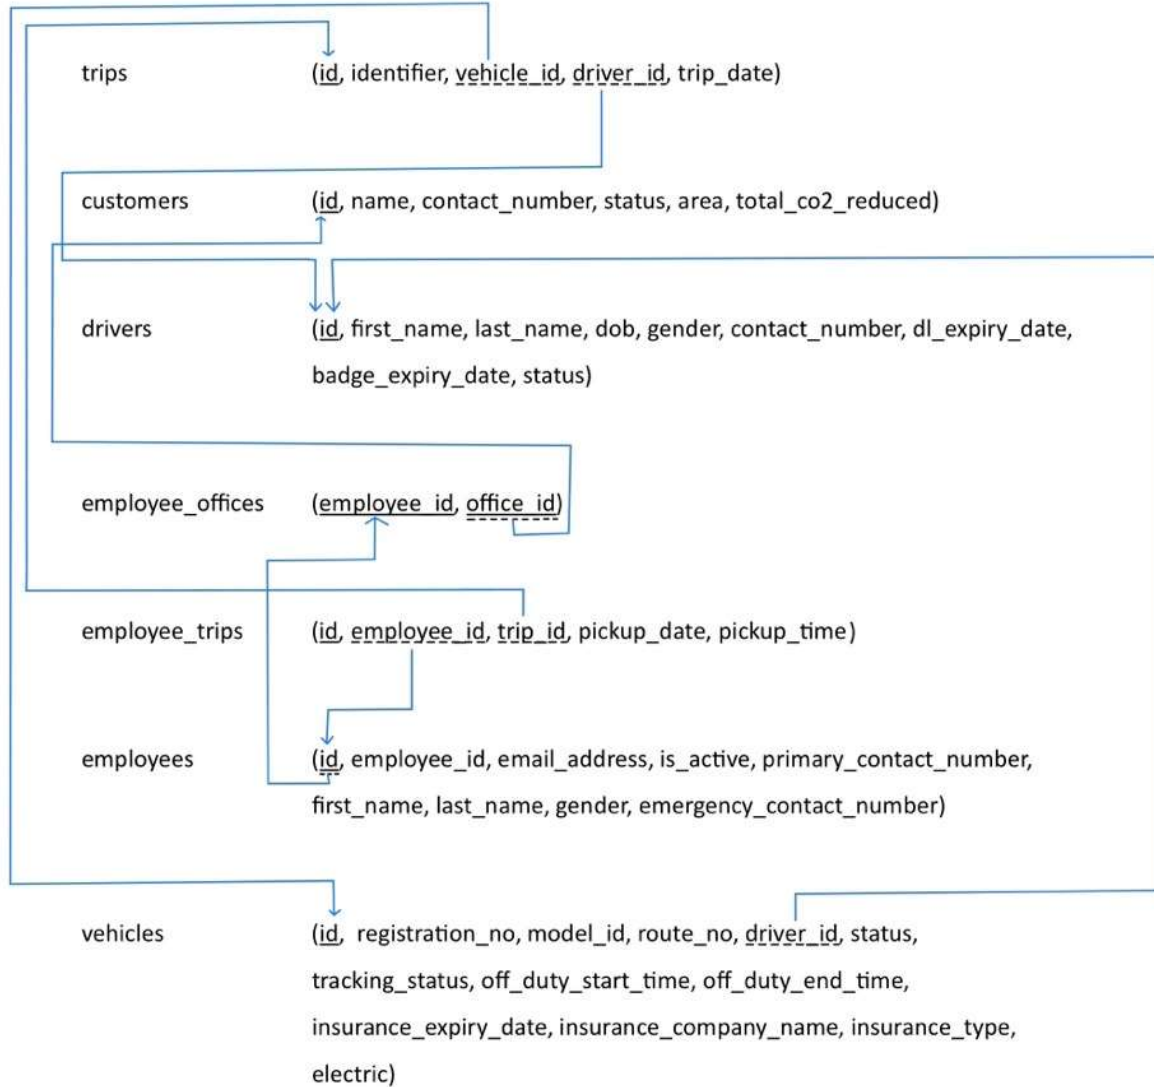 trips (id, identifier, vehicle_id, driver_id, trip_date)
customers (id, name, contact_number, status, area, total_co2_reduced)
drivers (id, first_name, last_name, dob, gender, contact_number, dl_expiry_date,
badge_expiry_date, status)
employee_offices (employee_id, office_id)
employee_trips (id, employee_id, trip_id, pickup_date, pickup_time)
employees (id, employee_id, email_address, is_active, primary_contact_number,
first_name, last_name, gender, emergency_contact_number)
vehicles (id, registration_no, model_id, route_no, driver_id, status,
tracking_status, off_duty_start_time, off_duty_end_time,
insurance_expiry_date, insurance_company_name, insurance_type,
electric)